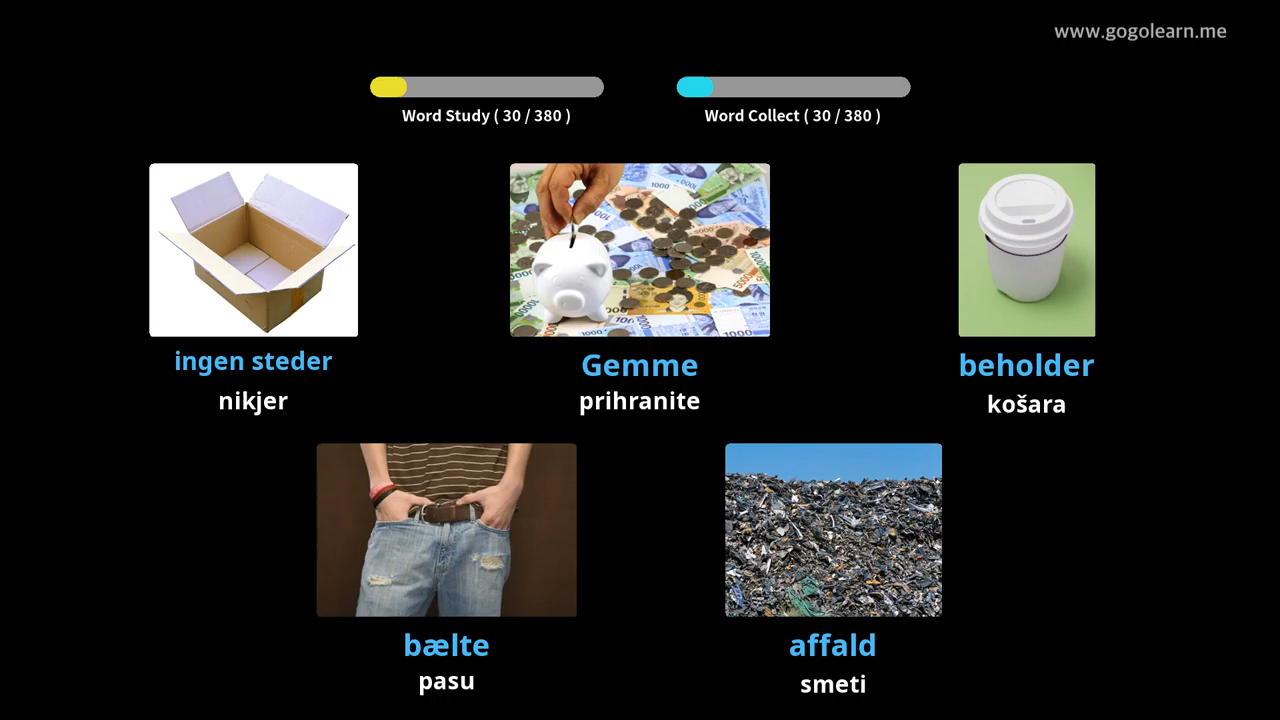 www.gogolearn.me
Word Study ( 30 / 380 )
Word Collect ( 30 / 380 )
ingen steder
nikjer
Gemme
prihranite
beholder
košara
bælte
pasu
affald
smeti